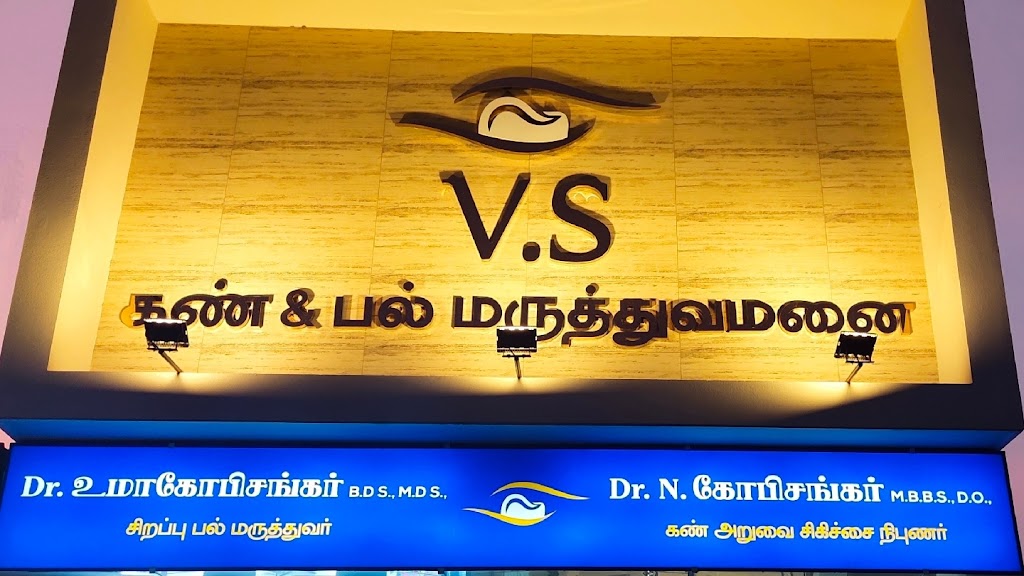 V.S
கண் & பல் மருத்துவமனை
Dr. உமாகோபிசங்கர் B.D S., M.D S.,
சிறப்பு பல் மருத்துவர்
Dr. N. கோபிசங்கர் M.B.B.S., D.O.,
கண் அறுவை சிகிச்சை நிபுணர்